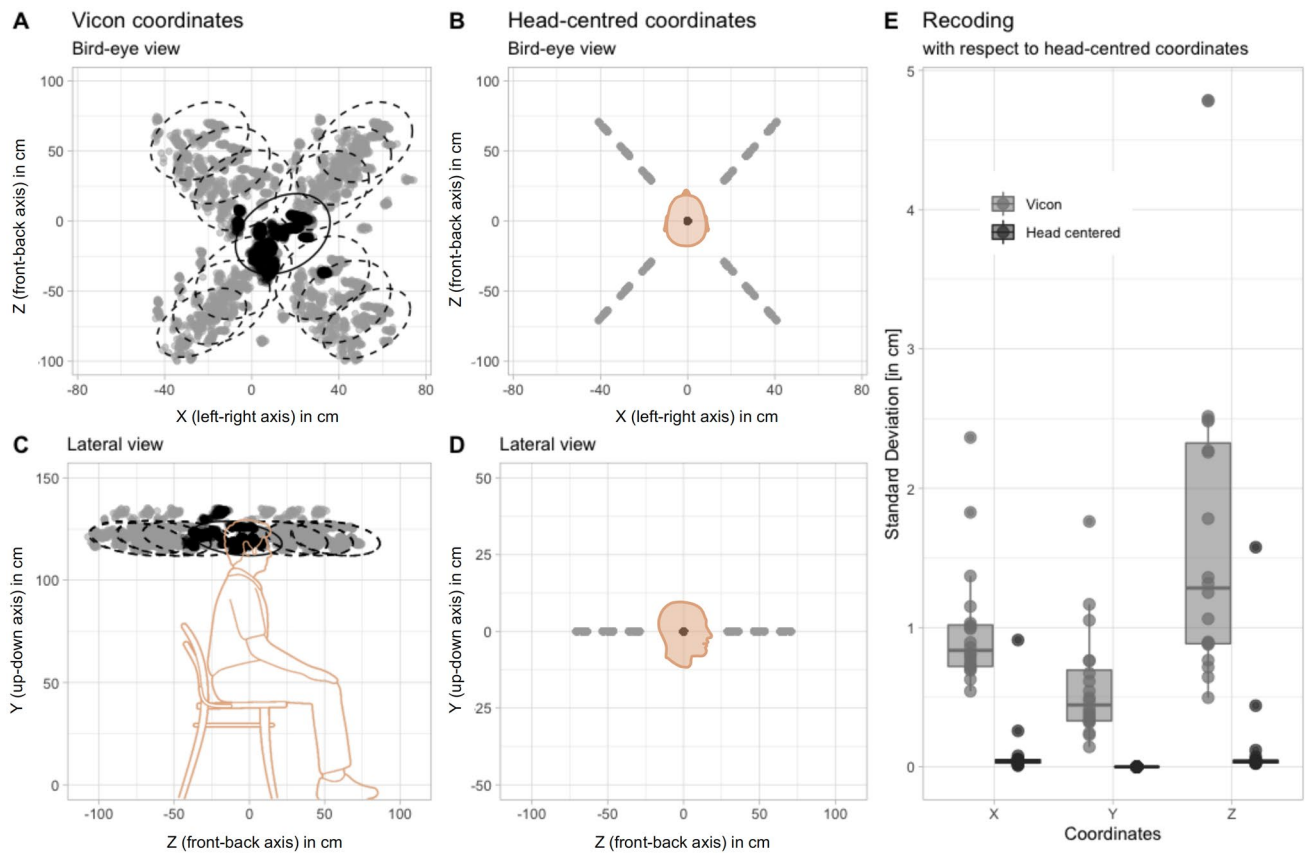 A Vicon coordinates
Bird-eye view
100
50
0
-50
-100
-80
-40
0
40
80
Z (front-back axis) in cm
X (left-right axis) in cm
B Head-centred coordinates
Bird-eye view
100
50
0
-50
-100
-80
-40
0
40
80
Z (front-back axis) in cm
X (left-right axis) in cm
C Lateral view
150
100
50
0
-100
-50
0
50
100
Y (up-down axis) in cm
Z (front-back axis) in cm
D Lateral view
50
25
0
-25
-50
-100
-50
0
50
100
Y (up-down axis) in cm
Z (front-back axis) in cm
E Recoding
with respect to head-centred coordinates
5
4
3
2
1
0
Standard Deviation [in cm]
Vicon
Head centered
X
Y
Z
Coordinates